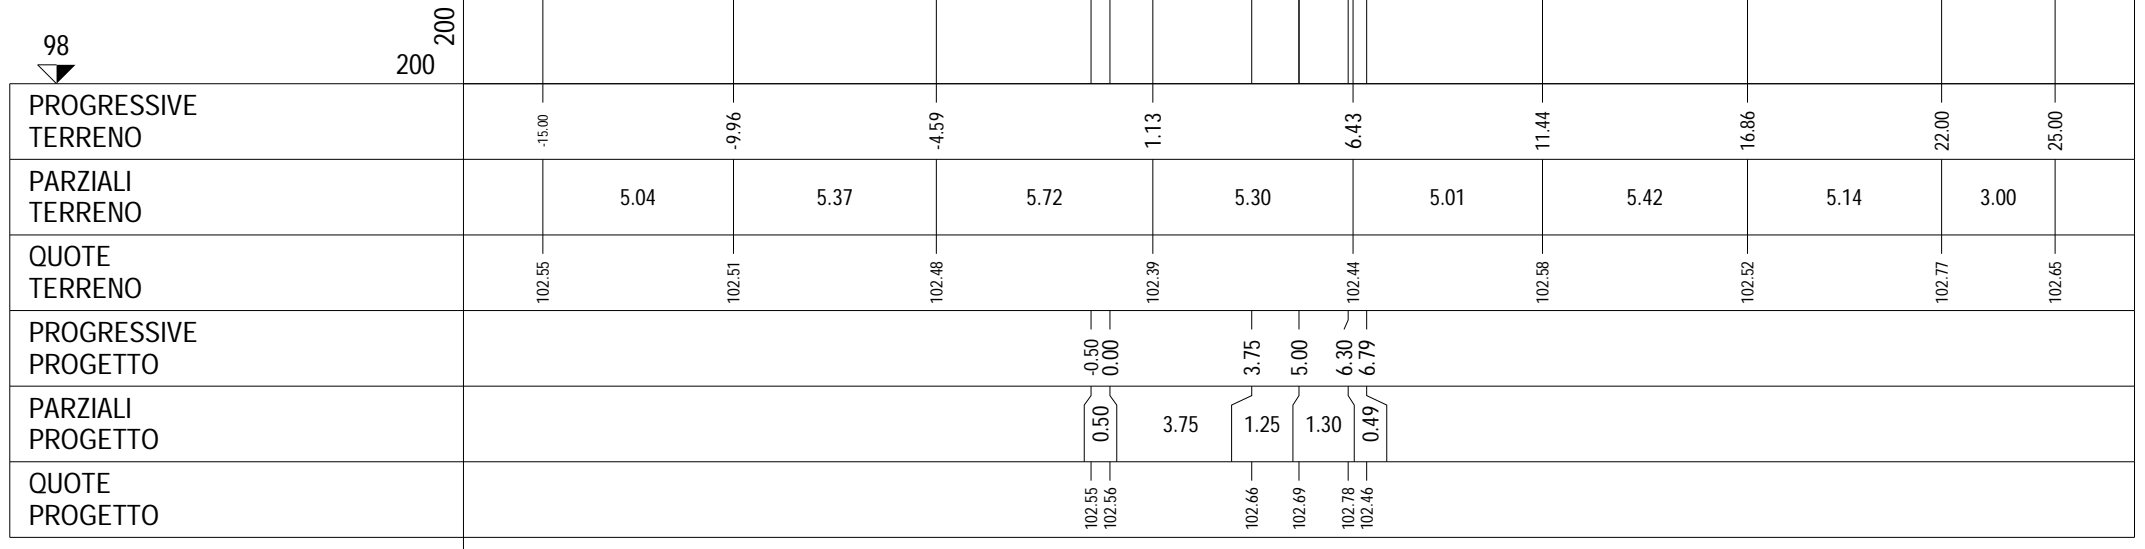 98
200
200
PROGRESSIVE
TERRENO
-15.00 -9.96 -4.59 1.13 6.43 11.44 16.86 22.00 25.00
PARZIALI
TERRENO
5.04 5.37 5.72 5.30 5.01 5.42 5.14 3.00
QUOTE
TERRENO
102.55 102.51 102.48 102.39 102.44 102.58 102.52 102.77 102.65
PROGRESSIVE
PROGETTO
-0.50 0.00 3.75 5.00 6.30 6.79
PARZIALI
PROGETTO
0.50 3.75 1.25 1.30 0.49
QUOTE
PROGETTO
102.55 102.56 102.66 102.69 102.78 102.46